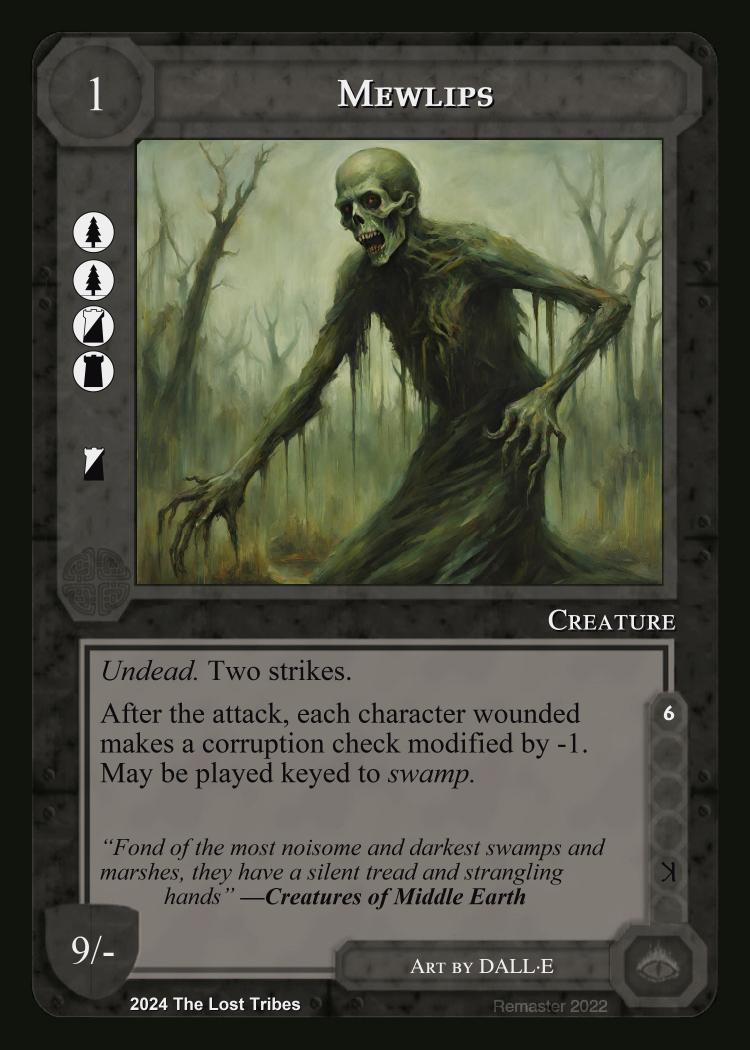 1
Mewlips
Creature
Undead. Two strikes.
After the attack, each character wounded
makes a corruption check modified by -1.
May be played keyed to swamp.
6
“Fond of the most noisome and darkest swamps and
marshes, they have a silent tread and strangling
hands” —Creatures of Middle Earth
9/-
Art by DALL·E
2024 The Lost Tribes
Remaster 2022